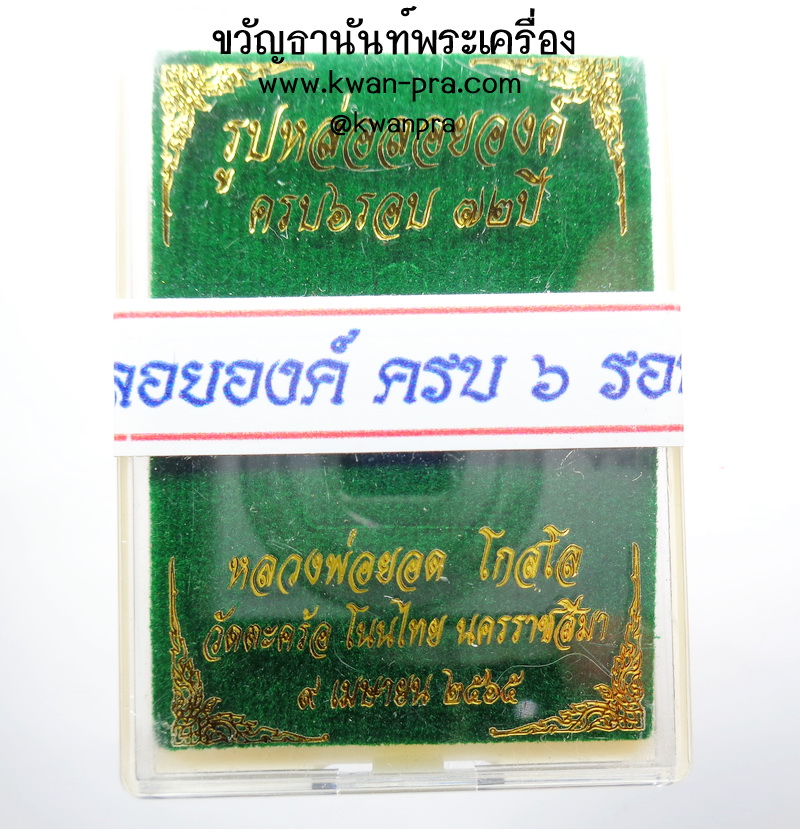 ขวัญธานันท์พระเครื่อง
www.kwan-pra.com
@kwanpra
รูปหล่อลอยองค์
ครบ๖รอบ ๗๒ปี
ลอยองค์ ครบ ๖ รอบ
หลวงพ่อยอด โกสโล
วัดตะคร้อ โนนไทย นครราชสีมา
๙ เมษายน ๒๕๖๕